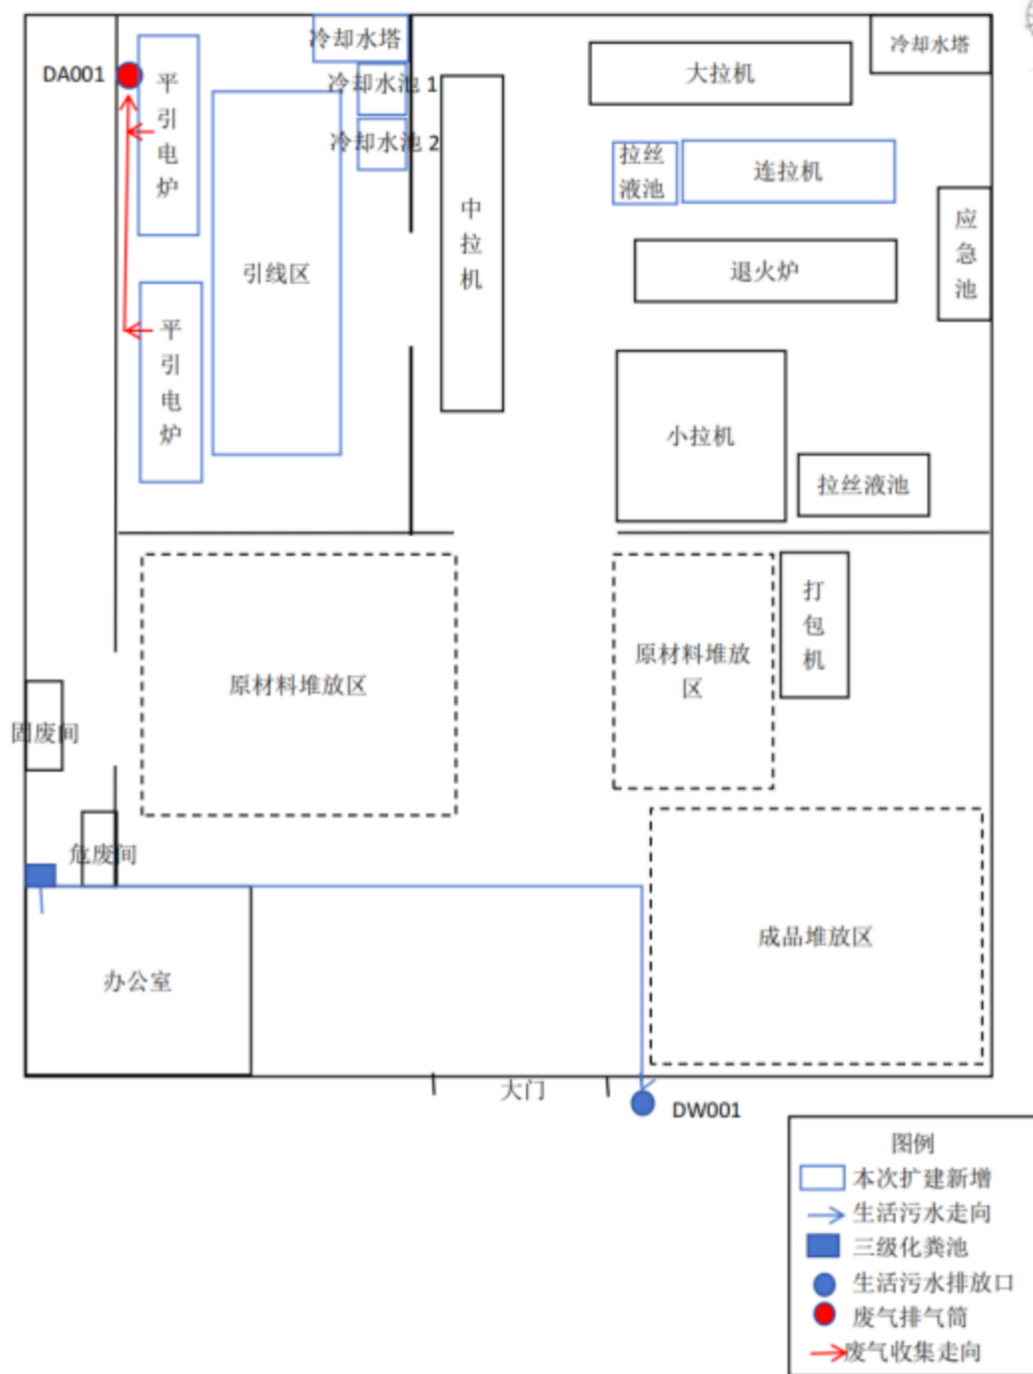 冷却水塔
冷却水塔
DA001
平引电炉
冷却水池 1
大拉机
冷却水池 2
拉丝液池
连拉机
中拉机
应急池
引线区
退火炉
平引电炉
小拉机
拉丝液池
原材料堆放区
原材料堆放
区
打包机
固废间
危废间
成品堆放区
办公室
大门
DW001
图例
本次扩建新增
生活污水走向
三级化粪池
生活污水排放口
废气排气筒
废气收集走向